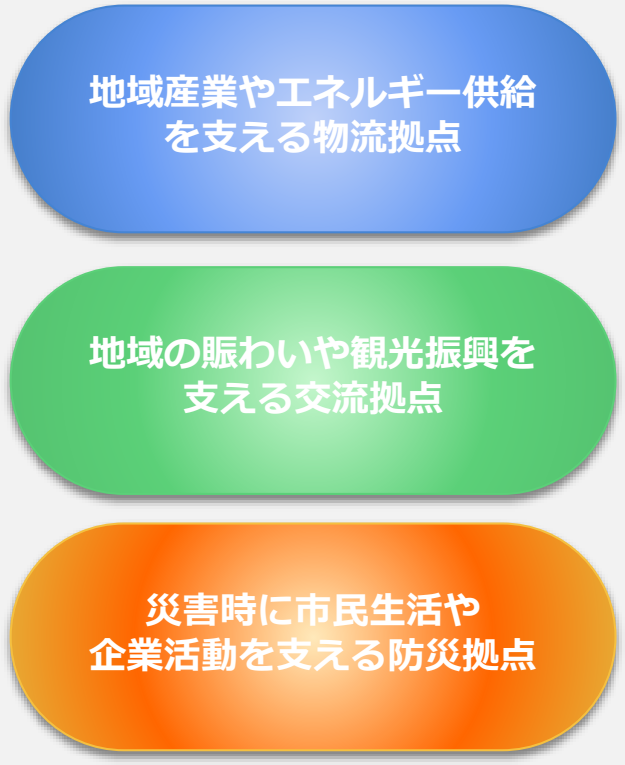 地域産業やエネルギー供給
を支える物流拠点
地域の賑わいや観光振興を
支える交流拠点
災害時に市民生活や
企業活動を支える防災拠点